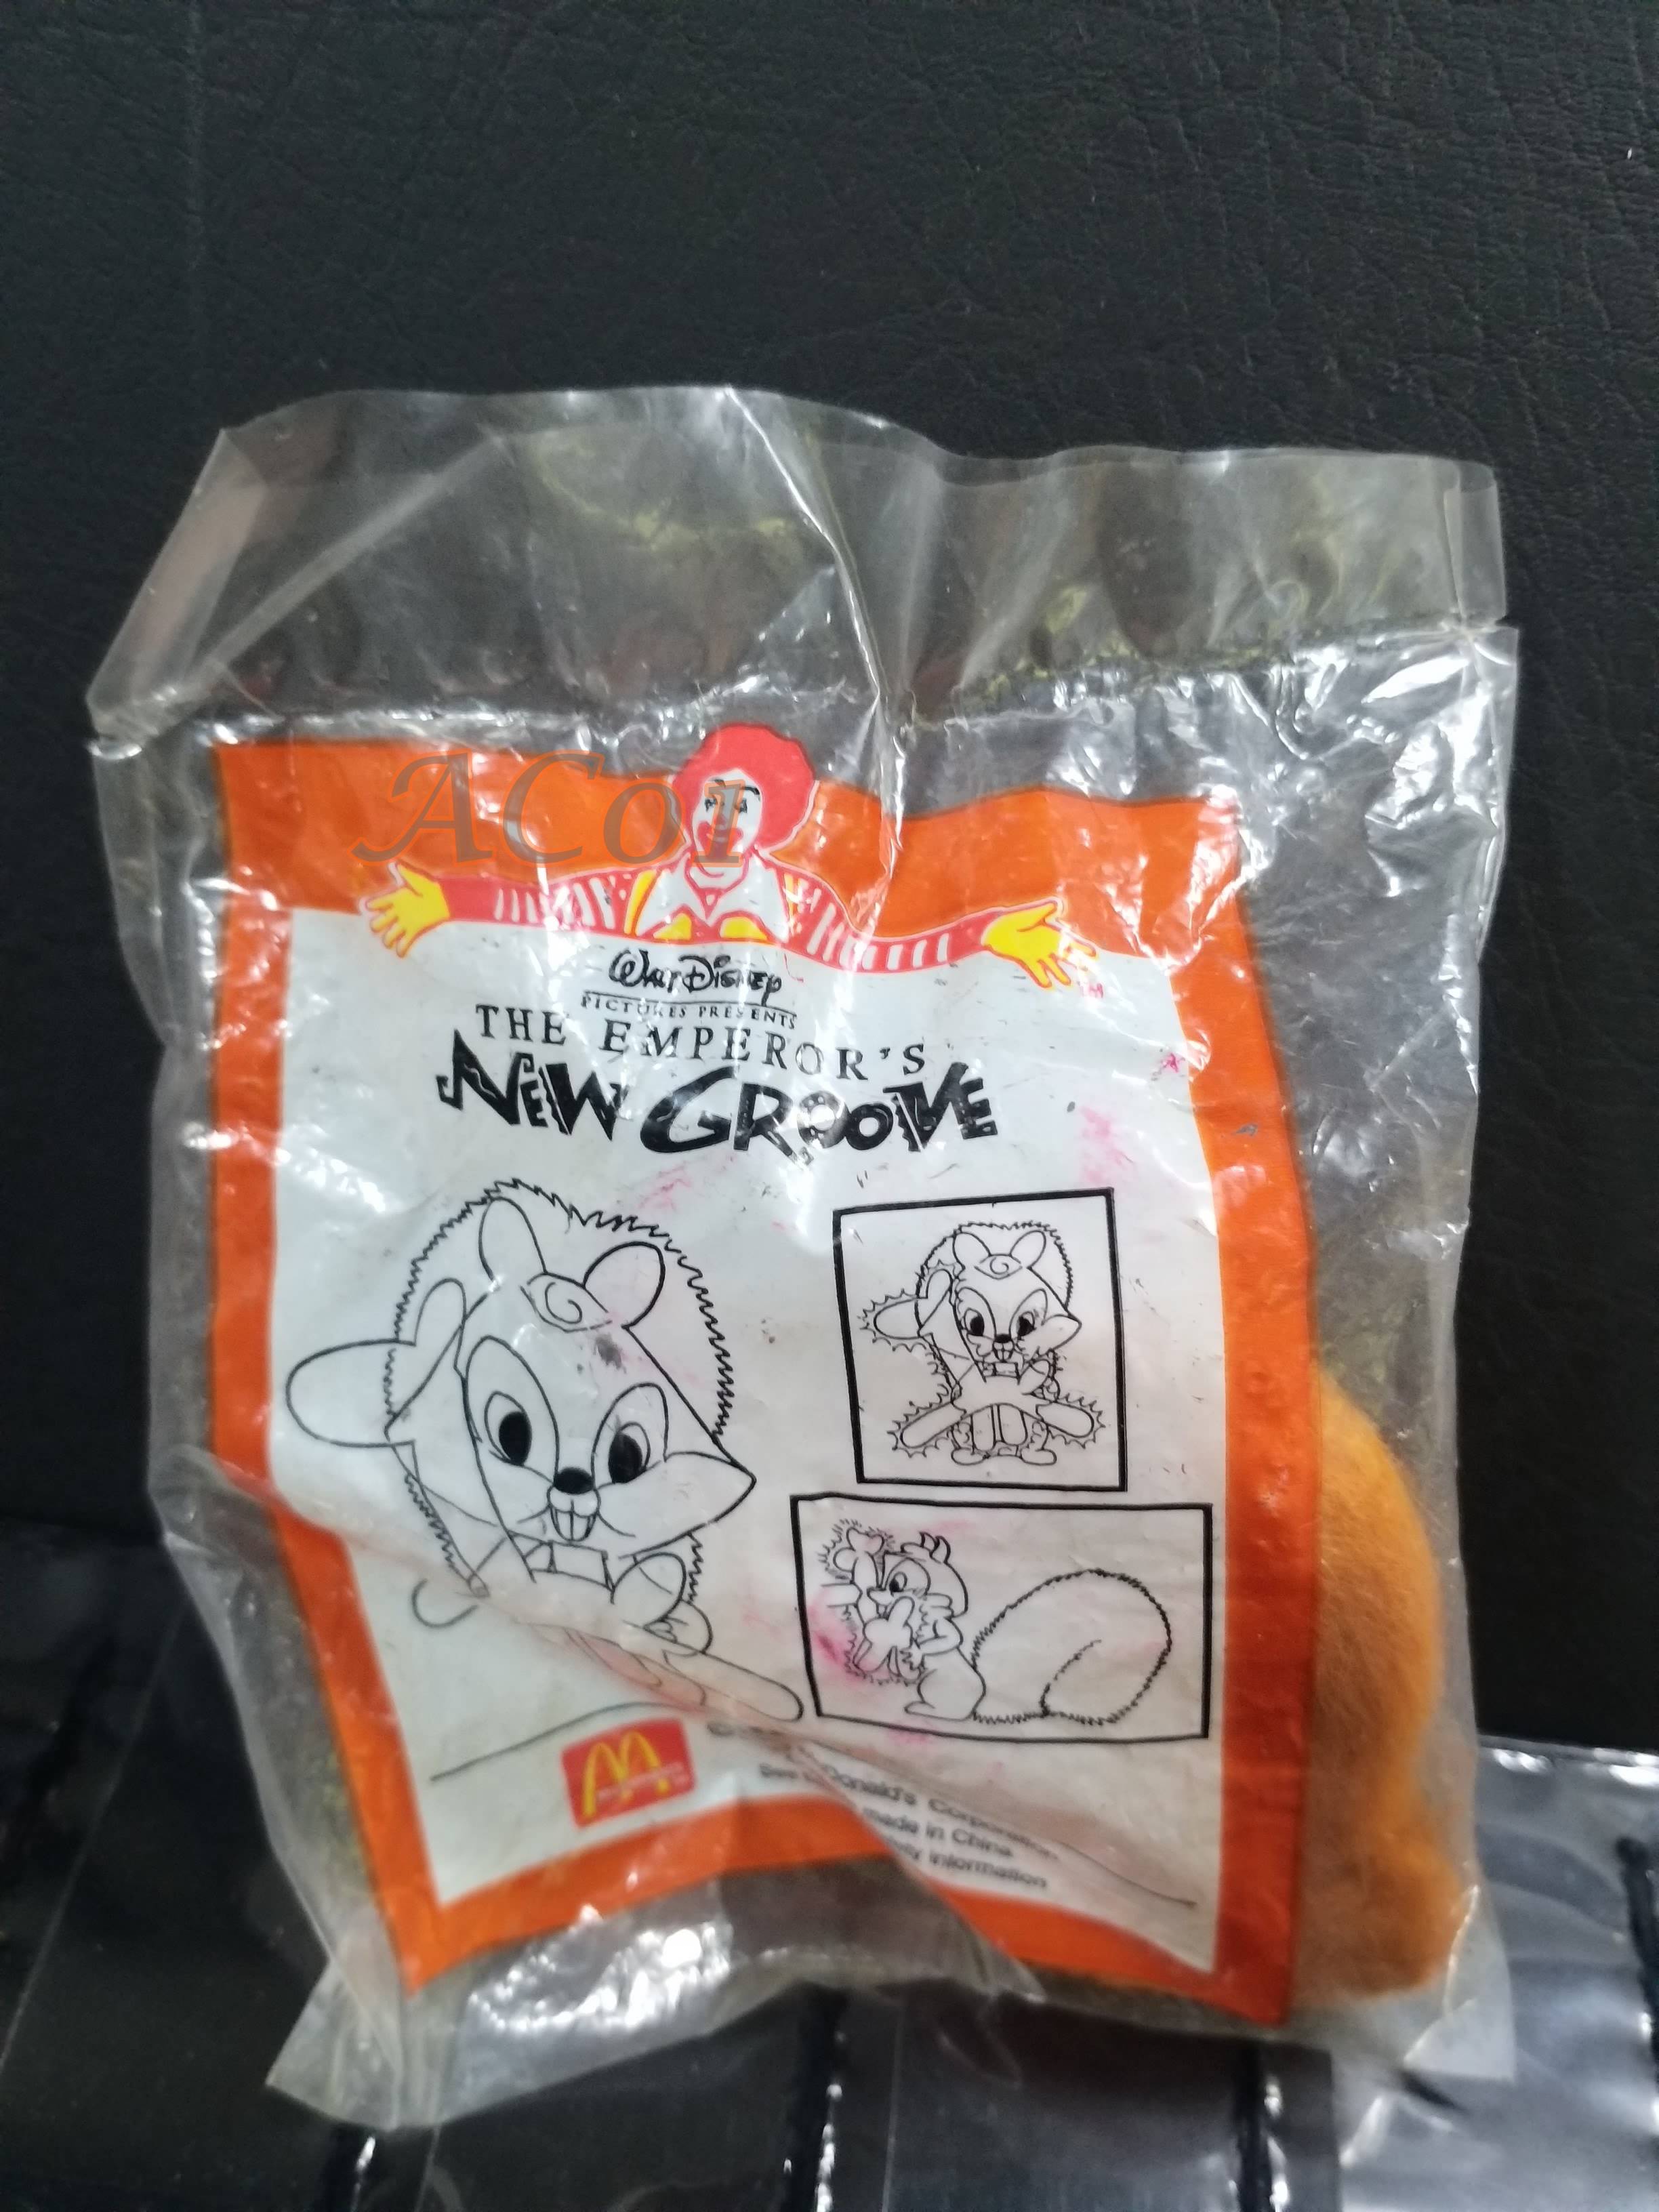 ACo1
WALT DISNEY
PICTURES PRESENTS
THE EMPEROR'S
NEW GROOVE
McDonald's Corporation
made in China
information